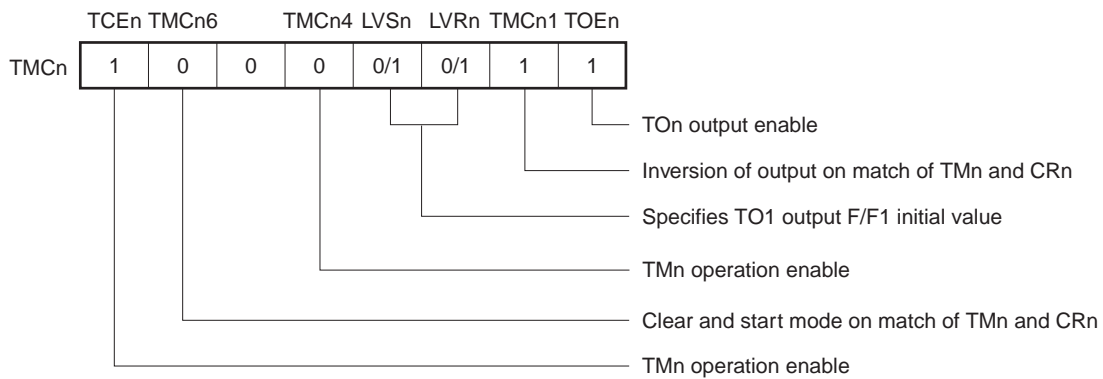 TCEn TMCn6 TMCn4 LVSn LVRn TMCn1 TOEn
TMCn 1 0 0 0 0/1 0/1 1 1
TOn output enable
Inversion of output on match of TMn and CRn
Specifies TO1 output F/F1 initial value
TMn operation enable
Clear and start mode on match of TMn and CRn
TMn operation enable